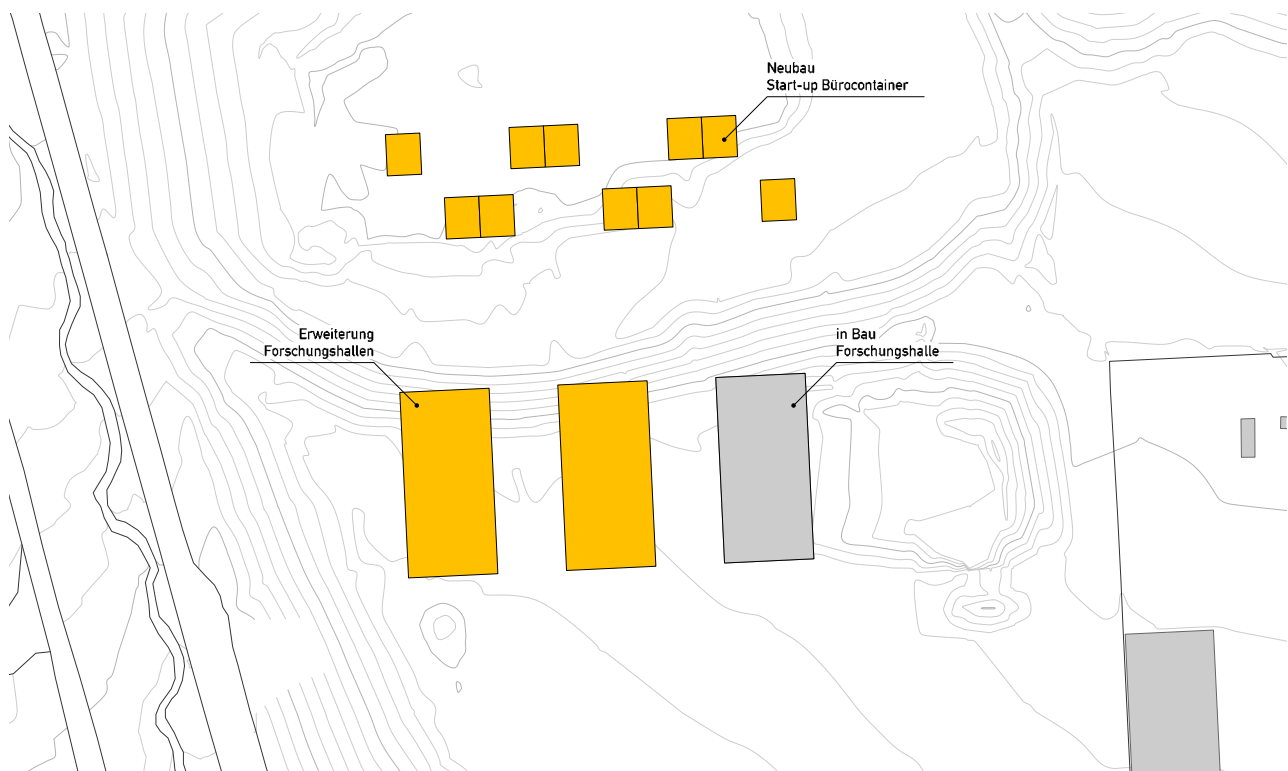 Neubau
Start-up Bürocontainer
Erweiterung
Forschungshallen
in Bau
Forschungshalle